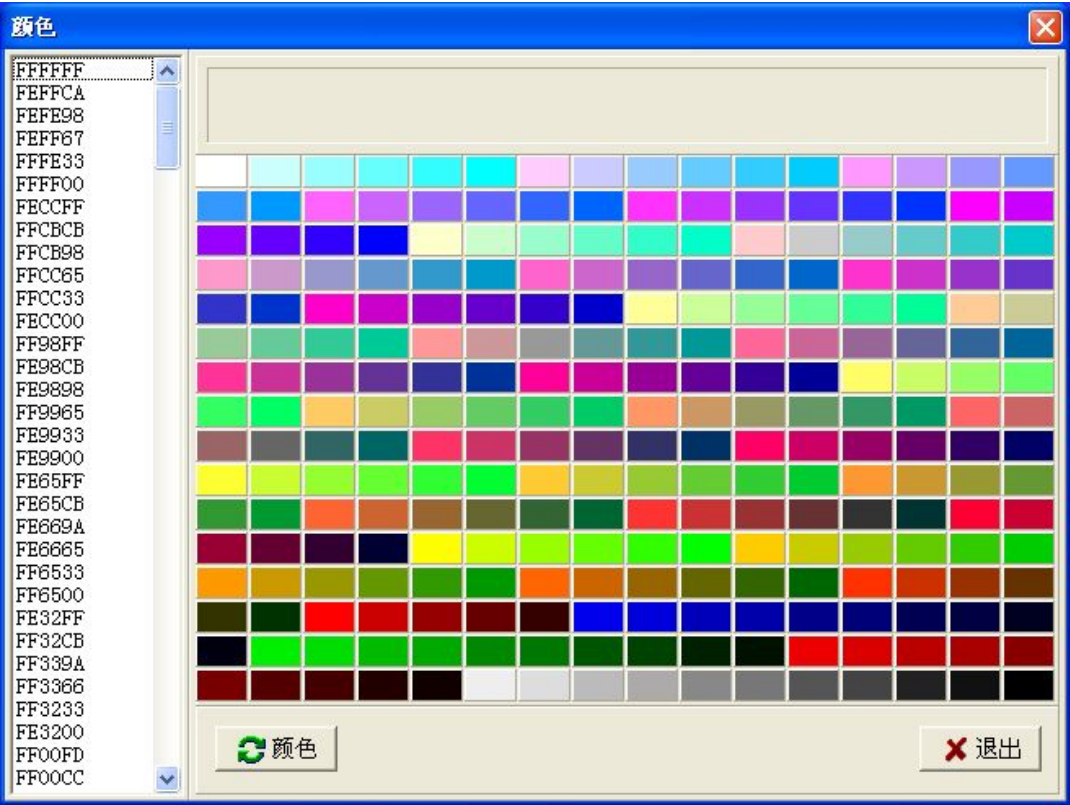 颜色
FFFFFF
FEFFCA
FEFE98
FEFF67
FFFE33
FFFF00
FECCFF
FFCBCB
FFCB98
FFCC65
FFCC33
FECC00
FF98FF
FE98CB
FE9898
FF9965
FE9933
FE9900
FE65FF
FE65CB
FE669A
FE6665
FF6533
FF6500
FE32FF
FF32CB
FF339A
FF3366
FF3233
FE3200
FF00FD
FF00CC
颜色
退出